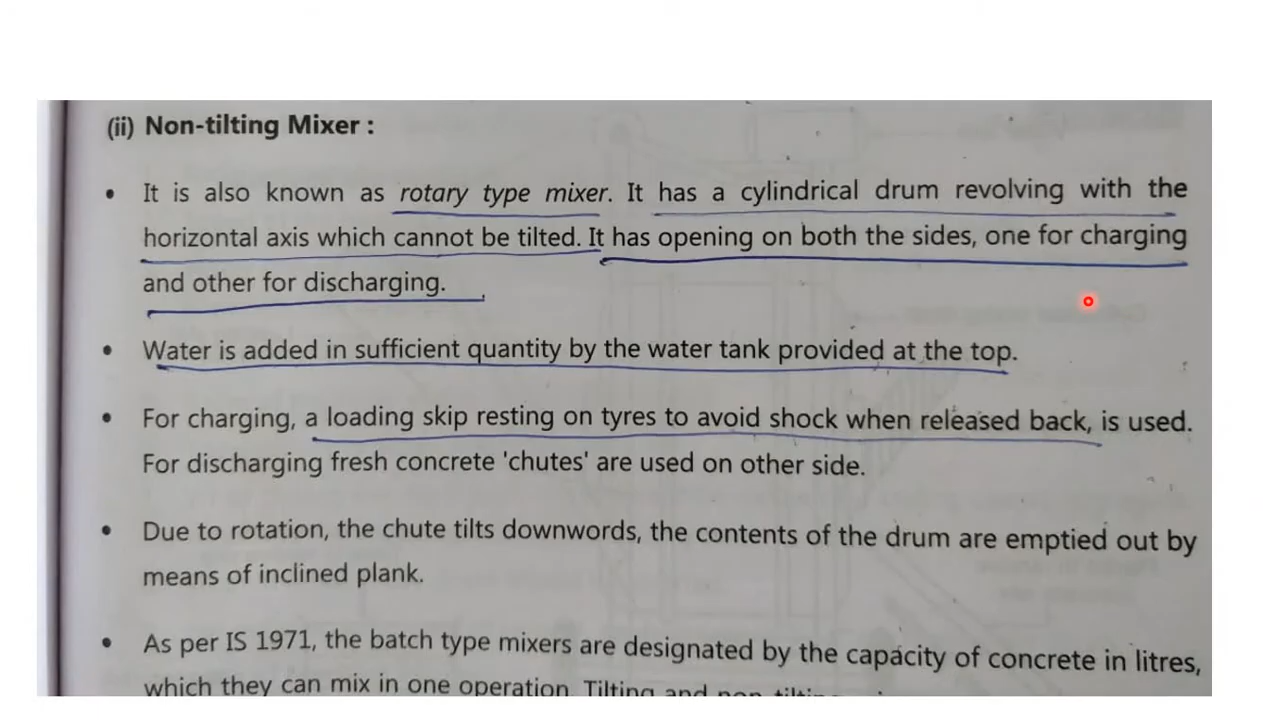 (ii) Non-tilting Mixer :
• It is also known as rotary type mixer. It has a cylindrical drum revolving with the
horizontal axis which cannot be tilted. It has opening on both the sides, one for charging
and other for discharging.
• Water is added in sufficient quantity by the water tank provided at the top.
• For charging, a loading skip resting on tyres to avoid shock when released back, is used.
For discharging fresh concrete 'chutes' are used on other side.
• Due to rotation, the chute tilts downwords, the contents of the drum are emptied out by
means of inclined plank.
• As per IS 1971, the batch type mixers are designated by the capacity of concrete in litres,
which they can mix in one operation. Tilting and non tilting